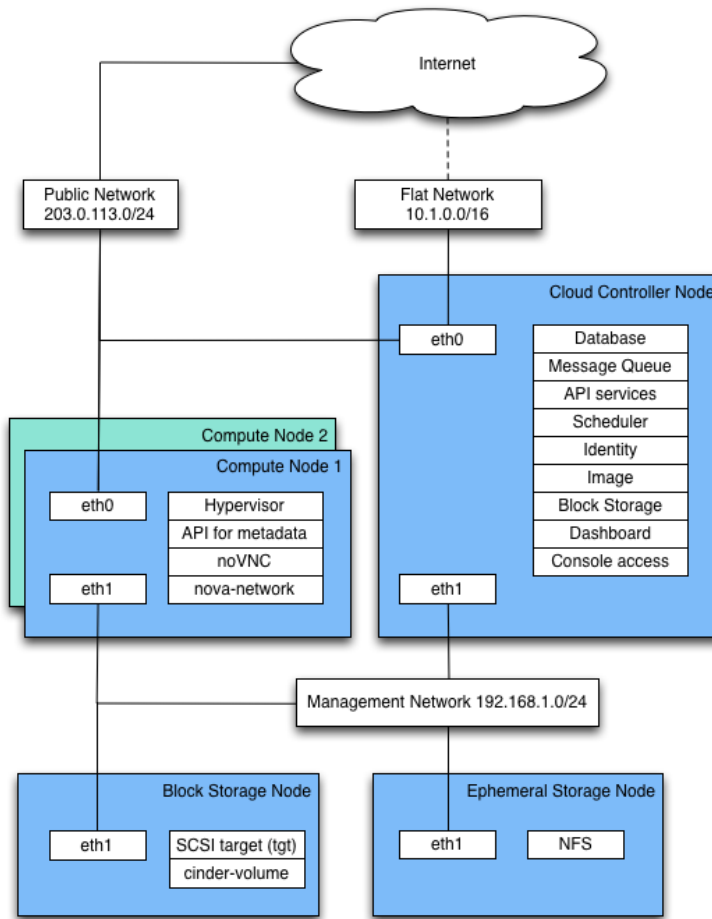 Internet
Public Network
203.0.113.0/24
Flat Network
10.1.0.0/16
Cloud Controller Node
eth0
Database
Message Queue
API services
Scheduler
Identity
Image
Block Storage
Dashboard
Console access
eth1
Compute Node 2
Compute Node 1
eth0
Hypervisor
API for metadata
noVNC
nova-network
eth1
Management Network 192.168.1.0/24
Block Storage Node
eth1
SCSI target (tgt)
cinder-volume
Ephemeral Storage Node
eth1
NFS